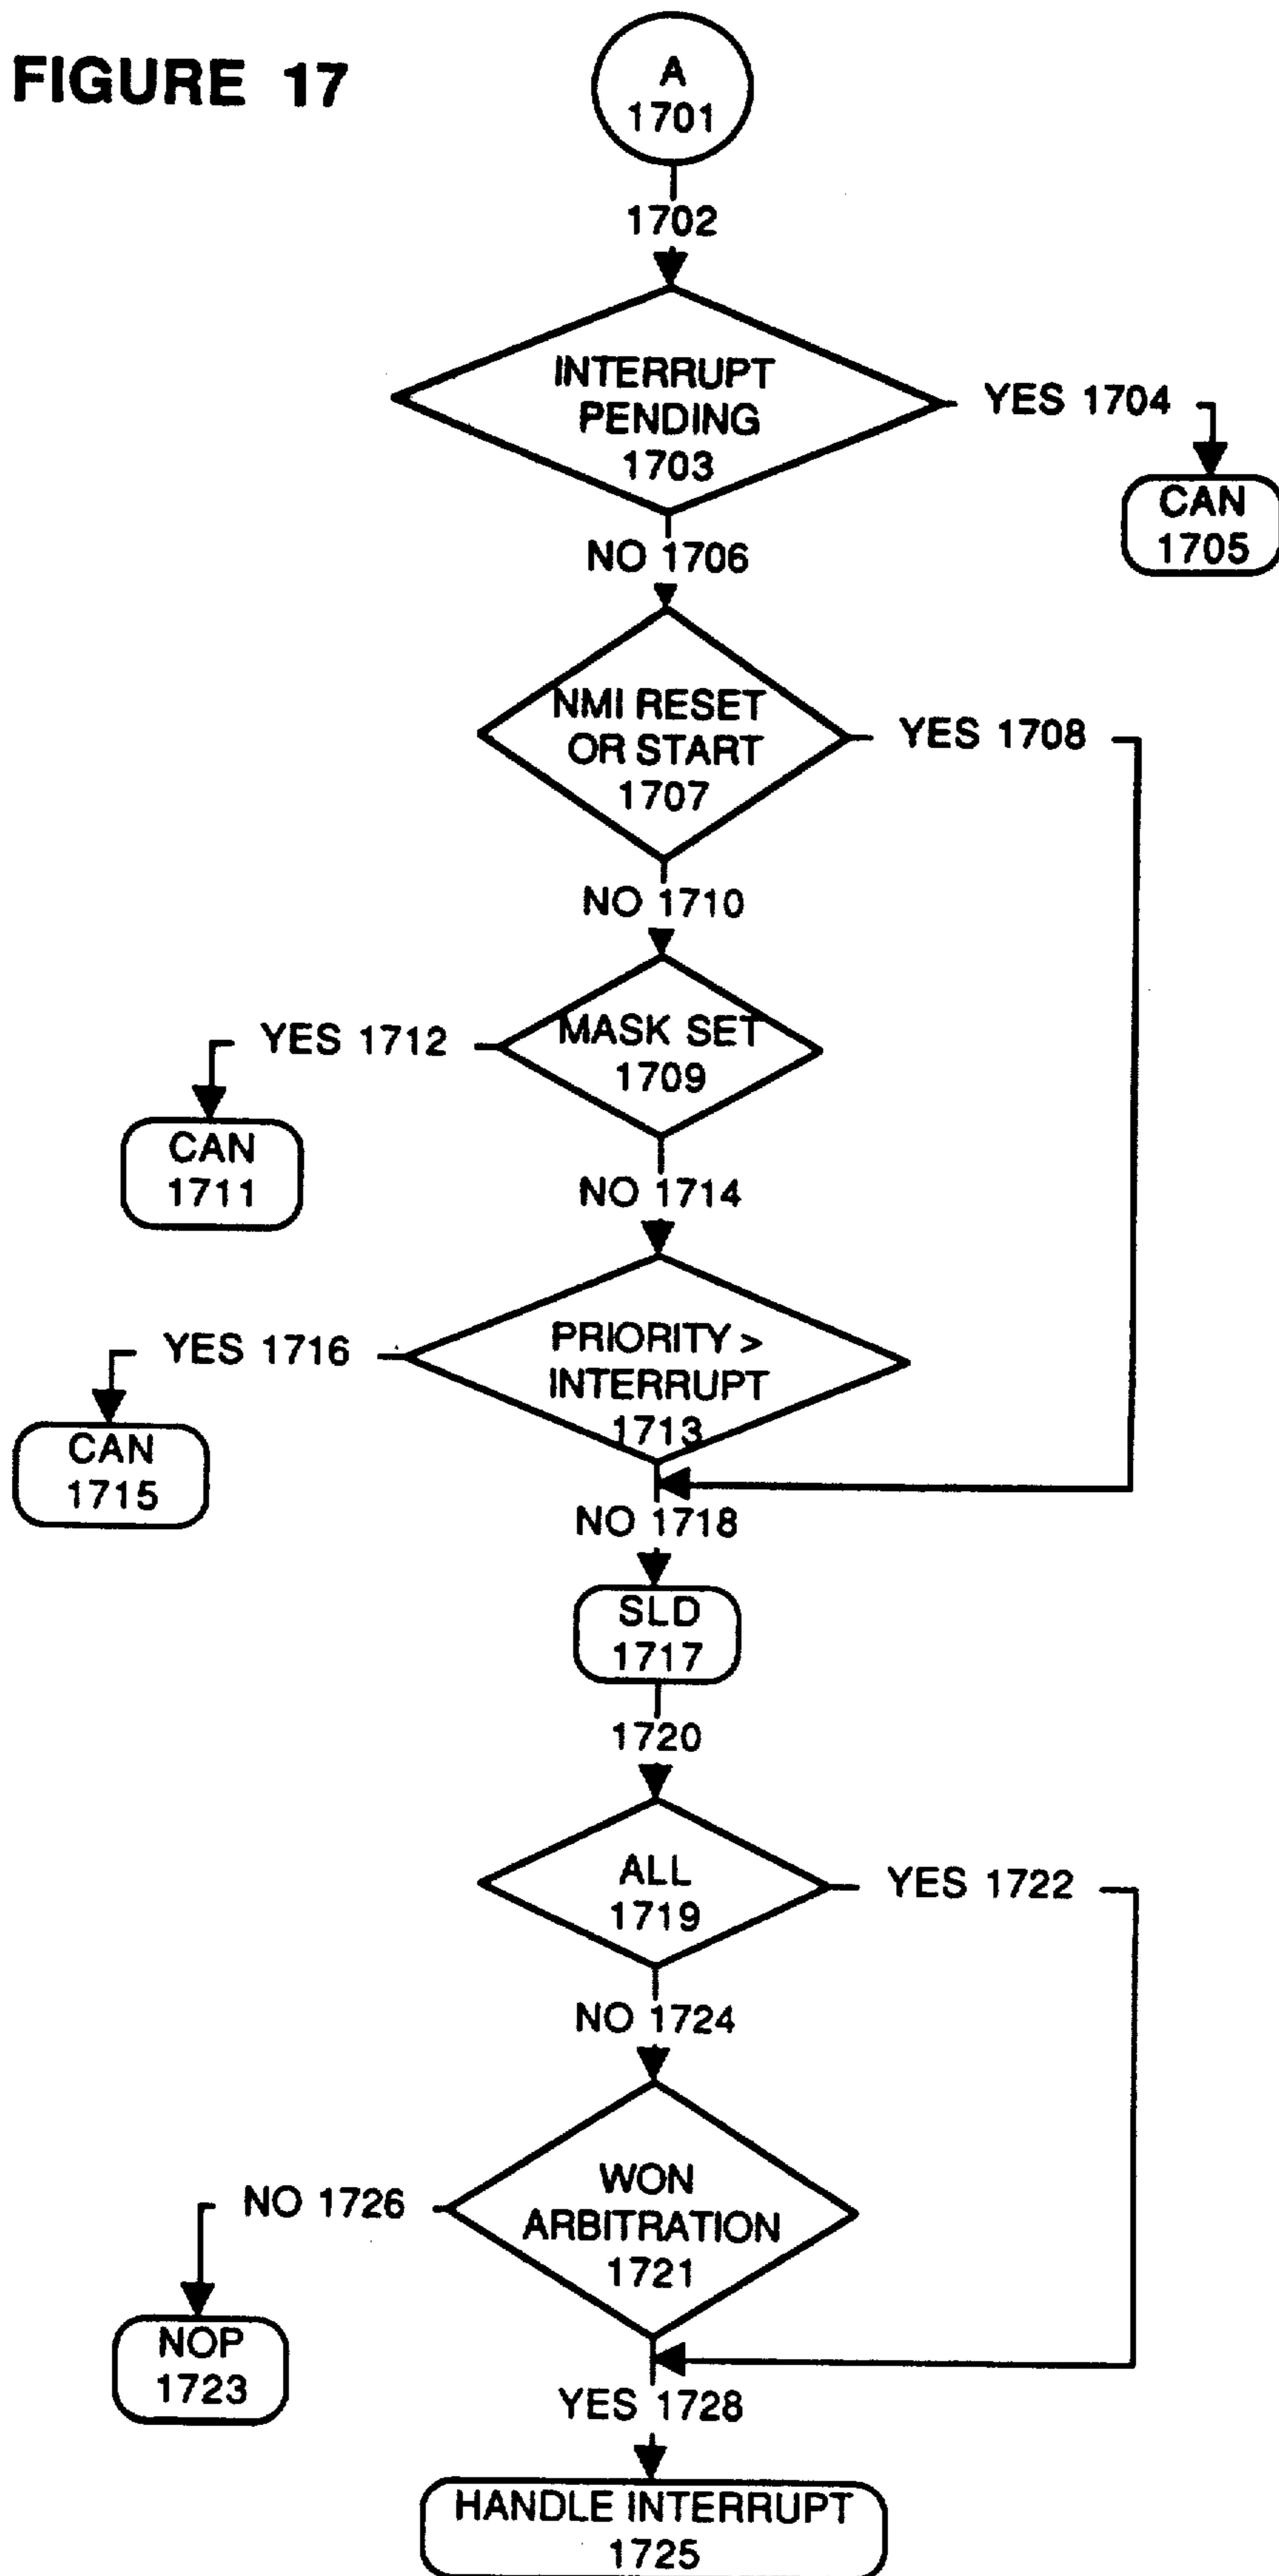 FIGURE 17
A
1701
1702
INTERRUPT
PENDING
1703
YES 1704
CAN
1705
NO 1706
NMI RESET
OR START
1707
YES 1708
NO 1710
MASK SET
1709
YES 1712
CAN
1711
NO 1714
PRIORITY >
INTERRUPT
1713
YES 1716
CAN
1715
NO 1718
SLD
1717
1720
ALL
1719
YES 1722
NO 1724
WON
ARBITRATION
1721
NO 1726
NOP
1723
YES 1728
HANDLE INTERRUPT
1725